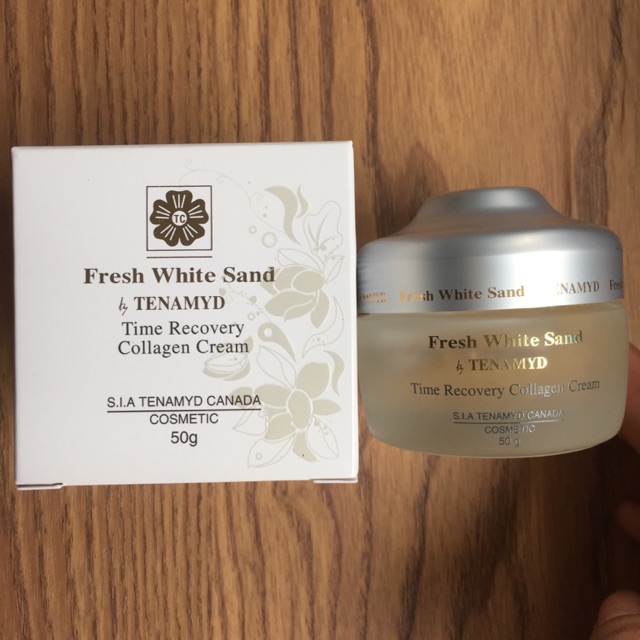 TC
Fresh White Sand
by TENAMYD
Time Recovery
Collagen Cream
S.I.A TENAMYD CANADA
COSMETIC
50g
Fresh White Sand TENAMYD
Fresh White Sand
by TENAMYD
Time Recovery Collagen Cream
S.I.A TENAMYD CANADA
COSMETIC
50 g